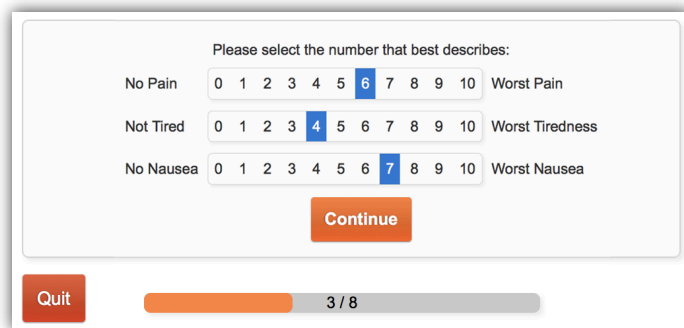 Please select the number that best describes:
No Pain 0 1 2 3 4 5 6 7 8 9 10 Worst Pain
Not Tired 0 1 2 3 4 5 6 7 8 9 10 Worst Tiredness
No Nausea 0 1 2 3 4 5 6 7 8 9 10 Worst Nausea
Continue
Quit 3 / 8